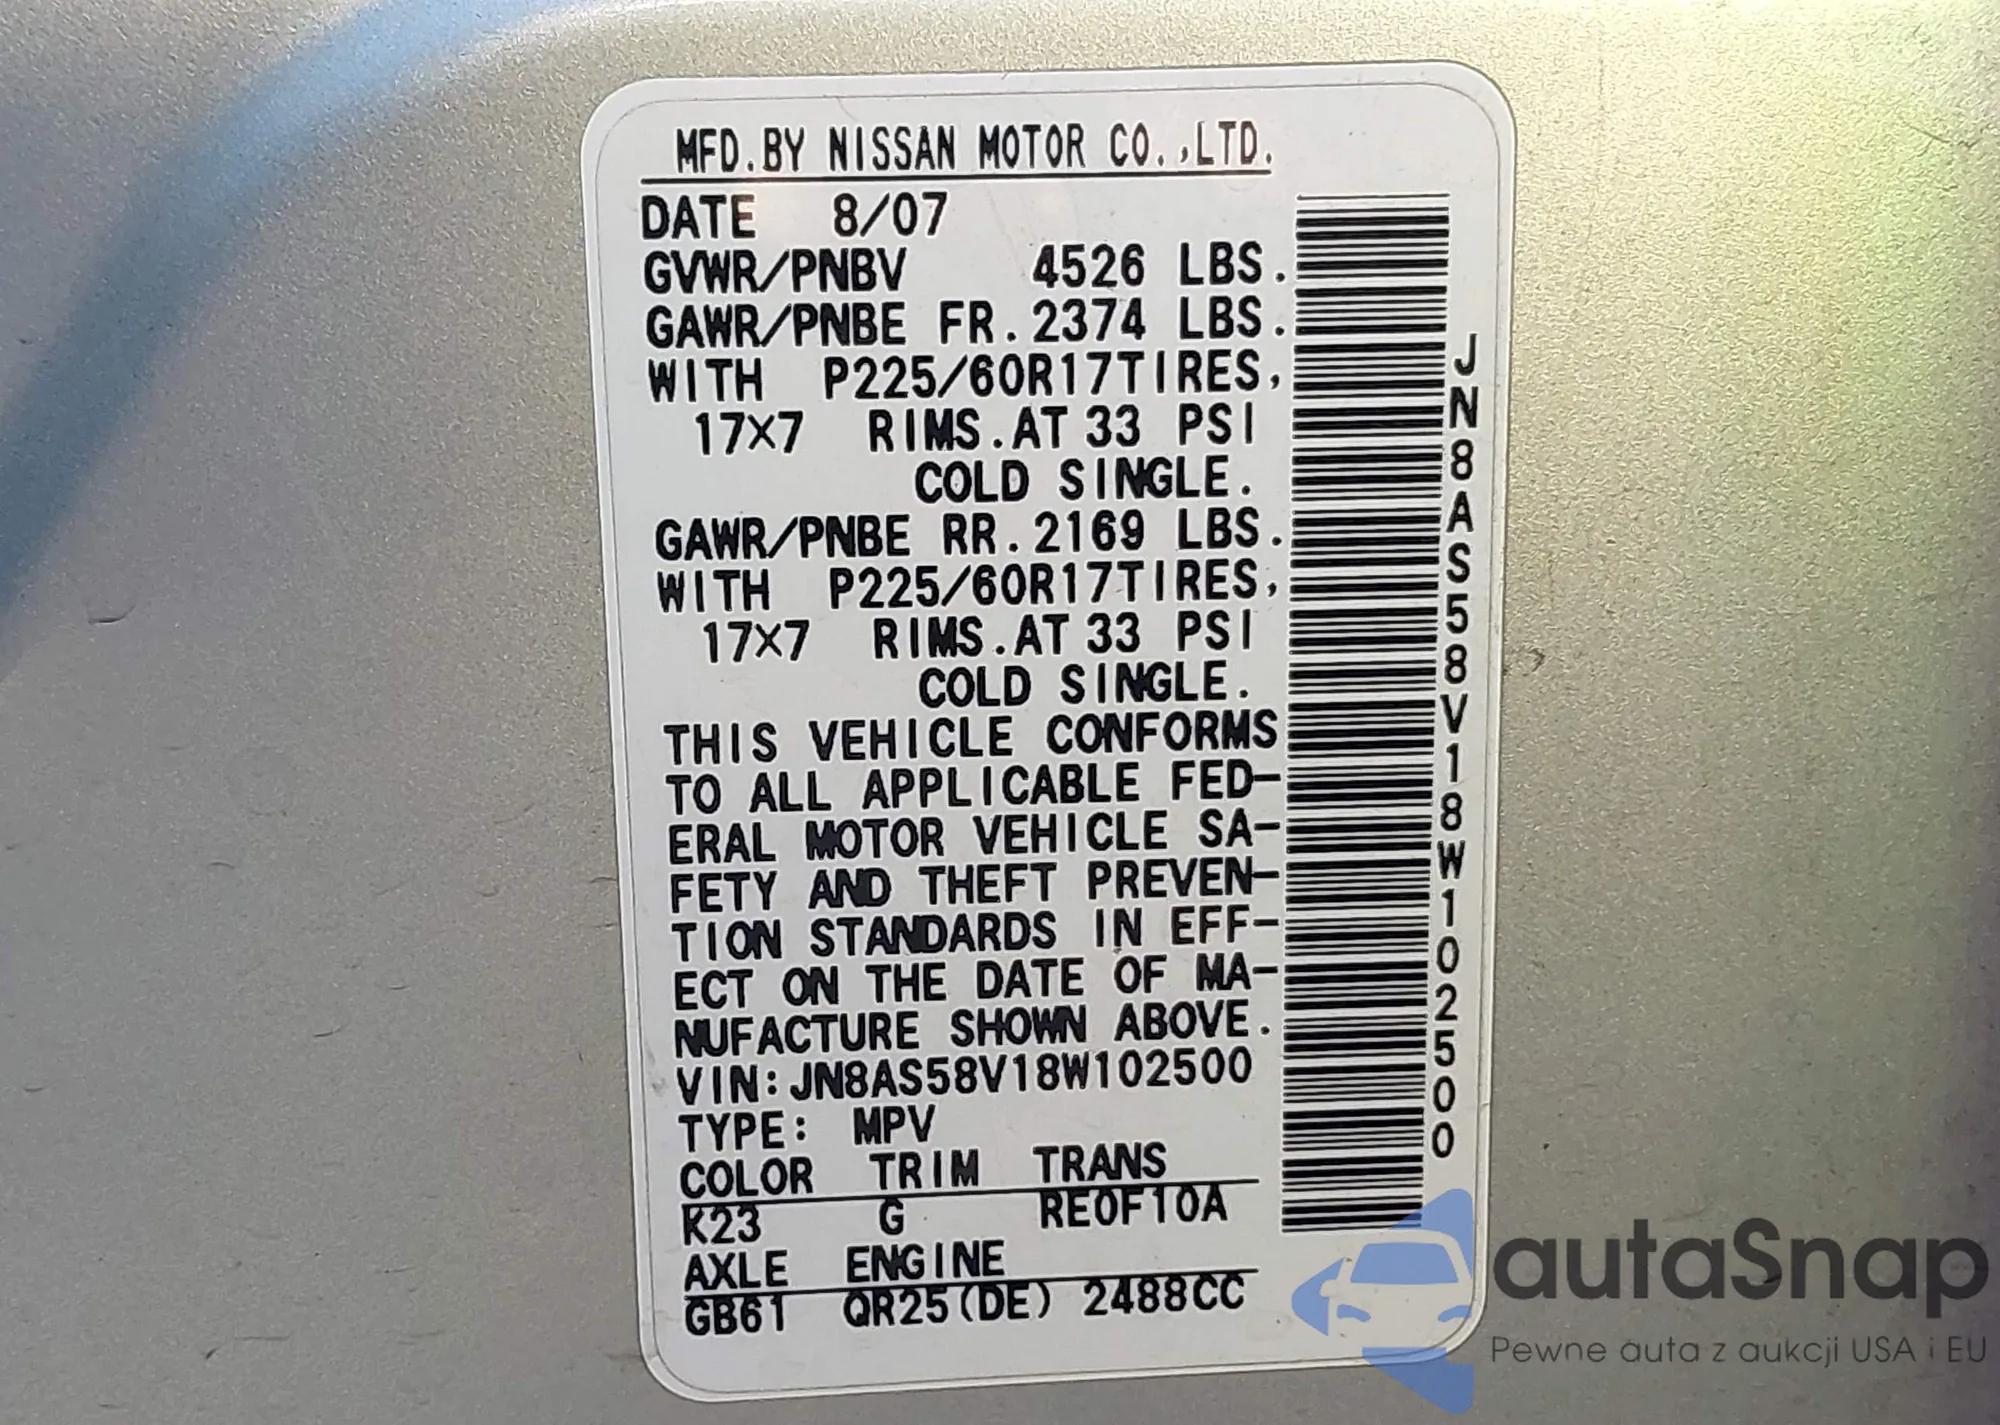 MFD.BY NISSAN MOTOR CO.,LTD.
DATE 8/07
GVWR/PNBV 4526 LBS.
GAWR/PNBE FR.2374 LBS.
WITH P225/60R17TIRES,
17X7 RIMS.AT 33 PSI
COLD SINGLE.
GAWR/PNBE RR.2169 LBS.
WITH P225/60R17TIRES,
17X7 RIMS.AT 33 PSI
COLD SINGLE.
THIS VEHICLE CONFORMS
TO ALL APPLICABLE FED-
ERAL MOTOR VEHICLE SA-
FETY AND THEFT PREVEN-
TION STANDARDS IN EFF-
ECT ON THE DATE OF MA-
NUFACTURE SHOWN ABOVE.
VIN:JN8AS58V18W102500
TYPE: MPV
COLOR TRIM TRANS
K23 G RE0F10A
AXLE ENGINE
GB61 QR25(DE) 2488CC
JN8AS58V18W102500
autaSnap
Pewne auta z aukcji USA i EU